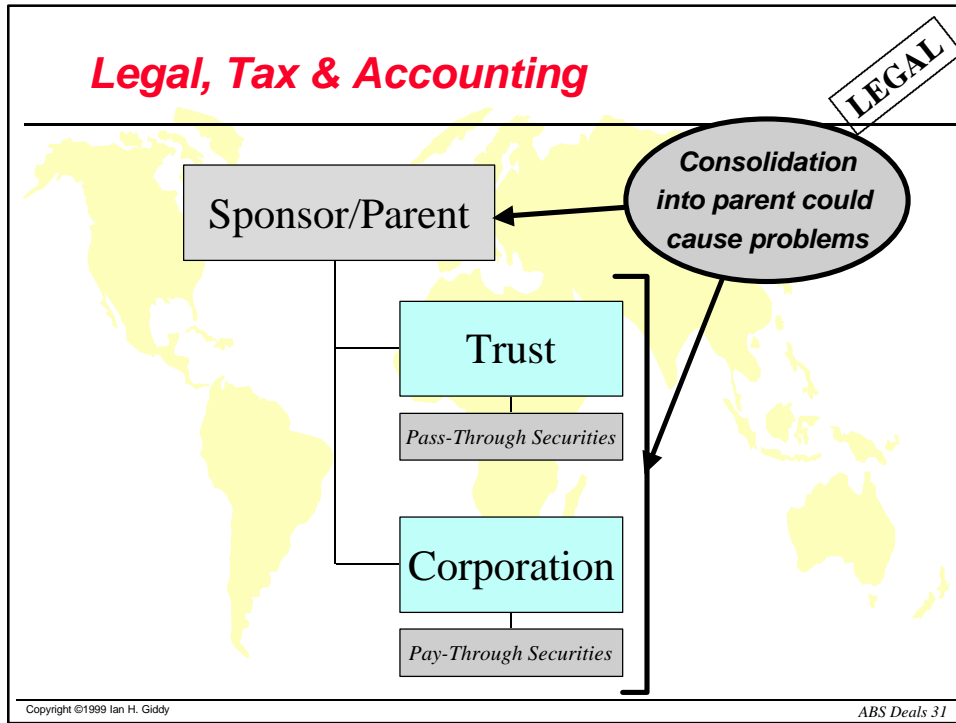 Legal, Tax & Accounting
LEGAL
Consolidation
into parent could
cause problems
Sponsor/Parent
Trust
Pass-Through Securities
Corporation
Pay-Through Securities
Copyright ©1999 Ian H. Giddy
ABS Deals 31